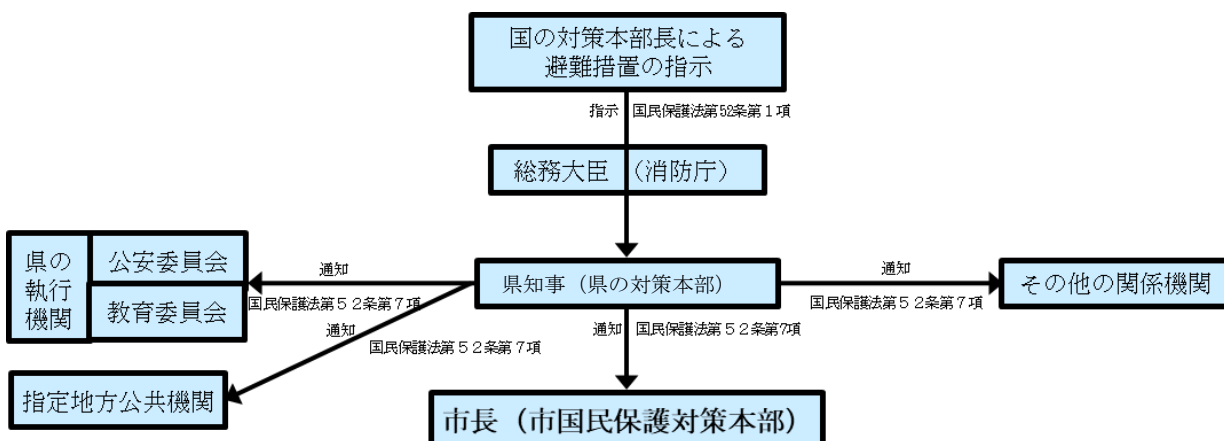 国の対策本部長による
避難措置の指示
指示 国民保護法第52条第１項
総務大臣 （消防庁）
県の
執行
機関
公安委員会
教育委員会
通知
国民保護法第５２条第７項
県知事（県の対策本部）
通知
国民保護法第５２条第７項
その他の関係機関
通知
国民保護法第５２条第７項
通知 国民保護法第５２条第7項
指定地方公共機関
市長（市国民保護対策本部）